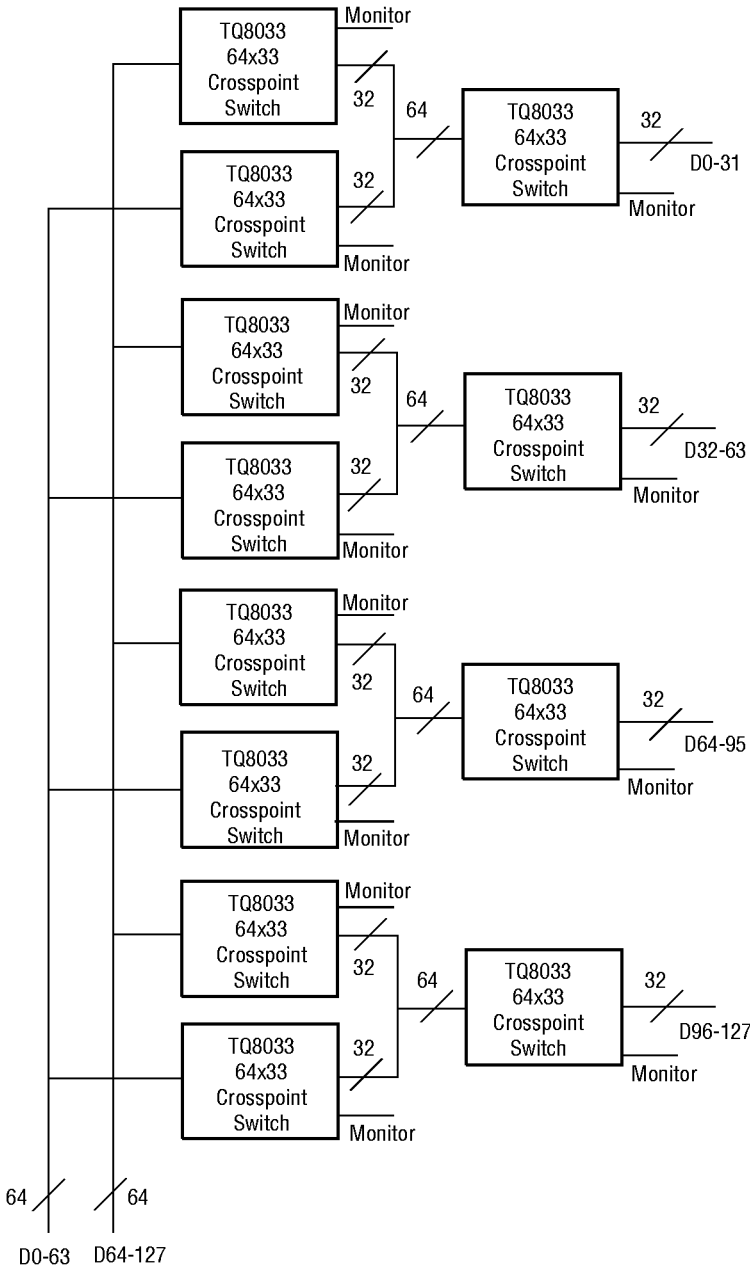 Monitor
TQ8033
64x33
Crosspoint
Switch
32
64
TQ8033
64x33
Crosspoint
Switch
32
D0-31
Monitor
TQ8033
64x33
Crosspoint
Switch
32
Monitor
Monitor
TQ8033
64x33
Crosspoint
Switch
32
64
TQ8033
64x33
Crosspoint
Switch
32
D32-63
Monitor
TQ8033
64x33
Crosspoint
Switch
32
Monitor
Monitor
TQ8033
64x33
Crosspoint
Switch
32
64
TQ8033
64x33
Crosspoint
Switch
32
D64-95
Monitor
TQ8033
64x33
Crosspoint
Switch
32
Monitor
Monitor
TQ8033
64x33
Crosspoint
Switch
32
64
TQ8033
64x33
Crosspoint
Switch
32
D96-127
Monitor
TQ8033
64x33
Crosspoint
Switch
32
Monitor
64
64
D0-63
D64-127